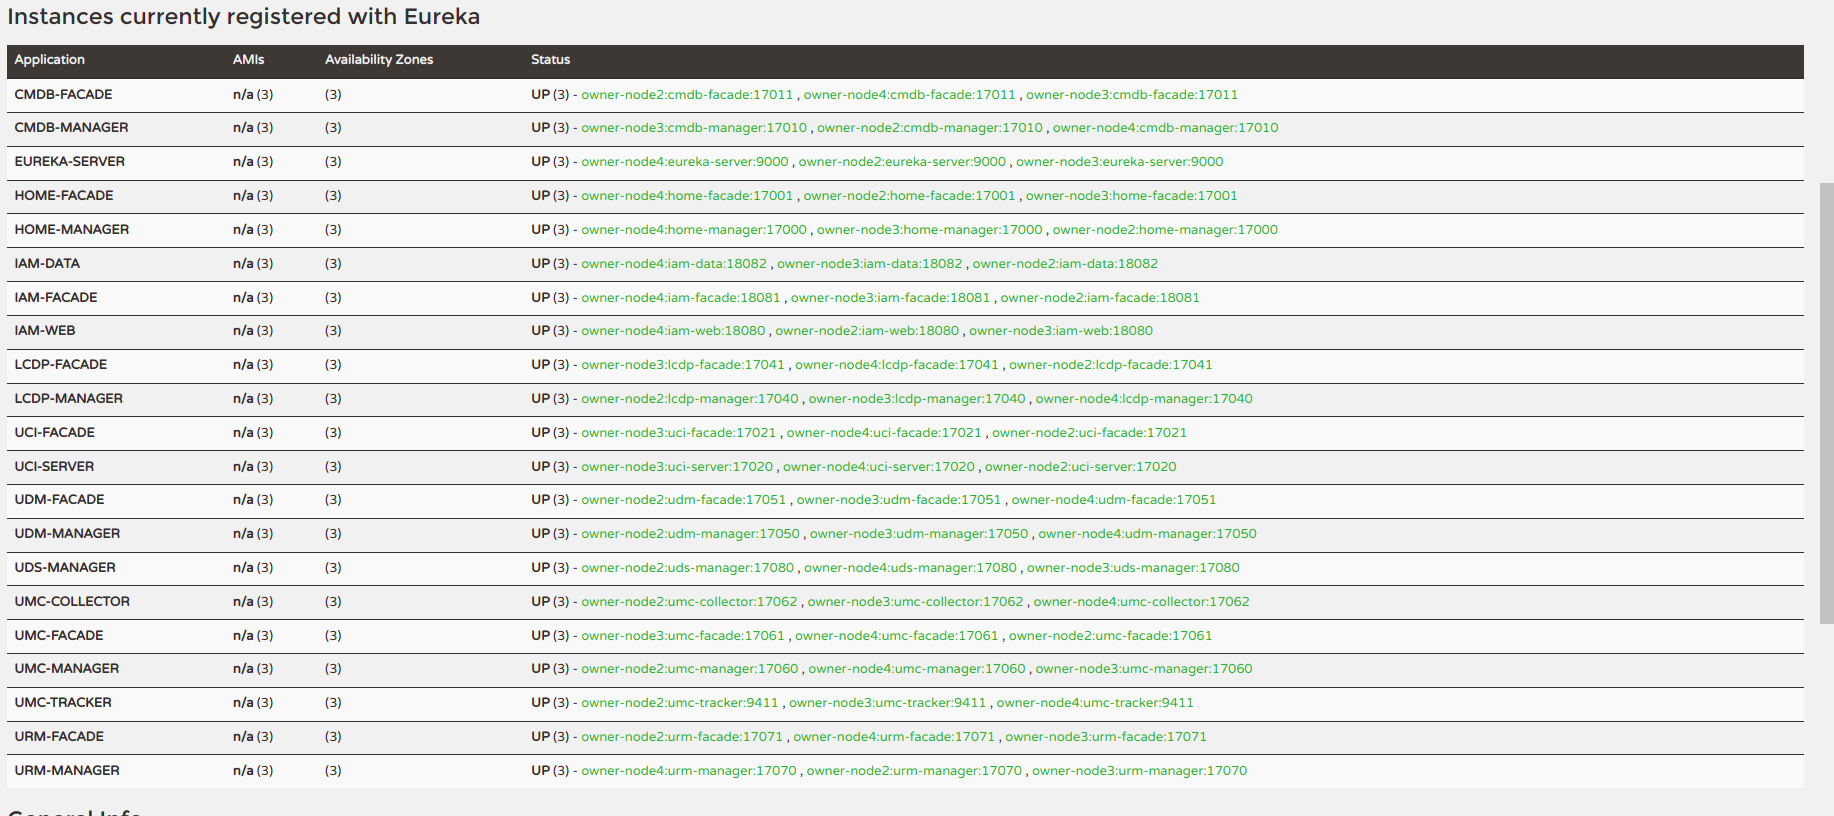 Instances currently registered with Eureka
Application AMIs Availability Zones Status
CMDB-FACADE n/a (3) (3) UP (3) - owner-node2:cmdb-facade:17011 , owner-node4:cmdb-facade:17011 , owner-node3:cmdb-facade:17011
CMDB-MANAGER n/a (3) (3) UP (3) - owner-node3:cmdb-manager:17010 , owner-node2:cmdb-manager:17010 , owner-node4:cmdb-manager:17010
EUREKA-SERVER n/a (3) (3) UP (3) - owner-node4:eureka-server:9000 , owner-node2:eureka-server:9000 , owner-node3:eureka-server:9000
HOME-FACADE n/a (3) (3) UP (3) - owner-node4:home-facade:17001 , owner-node2:home-facade:17001 , owner-node3:home-facade:17001
HOME-MANAGER n/a (3) (3) UP (3) - owner-node4:home-manager:17000 , owner-node3:home-manager:17000 , owner-node2:home-manager:17000
IAM-DATA n/a (3) (3) UP (3) - owner-node4:iam-data:18082 , owner-node3:iam-data:18082 , owner-node2:iam-data:18082
IAM-FACADE n/a (3) (3) UP (3) - owner-node4:iam-facade:18081 , owner-node3:iam-facade:18081 , owner-node2:iam-facade:18081
IAM-WEB n/a (3) (3) UP (3) - owner-node4:iam-web:18080 , owner-node2:iam-web:18080 , owner-node3:iam-web:18080
LCDP-FACADE n/a (3) (3) UP (3) - owner-node3:lcdp-facade:17041 , owner-node4:lcdp-facade:17041 , owner-node2:lcdp-facade:17041
LCDP-MANAGER n/a (3) (3) UP (3) - owner-node2:lcdp-manager:17040 , owner-node3:lcdp-manager:17040 , owner-node4:lcdp-manager:17040
UCI-FACADE n/a (3) (3) UP (3) - owner-node3:uci-facade:17021 , owner-node4:uci-facade:17021 , owner-node2:uci-facade:17021
UCI-SERVER n/a (3) (3) UP (3) - owner-node3:uci-server:17020 , owner-node4:uci-server:17020 , owner-node2:uci-server:17020
UDM-FACADE n/a (3) (3) UP (3) - owner-node2:udm-facade:17051 , owner-node3:udm-facade:17051 , owner-node4:udm-facade:17051
UDM-MANAGER n/a (3) (3) UP (3) - owner-node2:udm-manager:17050 , owner-node3:udm-manager:17050 , owner-node4:udm-manager:17050
UDS-MANAGER n/a (3) (3) UP (3) - owner-node2:uds-manager:17080 , owner-node4:uds-manager:17080 , owner-node3:uds-manager:17080
UMC-COLLECTOR n/a (3) (3) UP (3) - owner-node2:umc-collector:17062 , owner-node3:umc-collector:17062 , owner-node4:umc-collector:17062
UMC-FACADE n/a (3) (3) UP (3) - owner-node3:umc-facade:17061 , owner-node4:umc-facade:17061 , owner-node2:umc-facade:17061
UMC-MANAGER n/a (3) (3) UP (3) - owner-node2:umc-manager:17060 , owner-node4:umc-manager:17060 , owner-node3:umc-manager:17060
UMC-TRACKER n/a (3) (3) UP (3) - owner-node2:umc-tracker:9411 , owner-node3:umc-tracker:9411 , owner-node4:umc-tracker:9411
URM-FACADE n/a (3) (3) UP (3) - owner-node2:urm-facade:17071 , owner-node4:urm-facade:17071 , owner-node3:urm-facade:17071
URM-MANAGER n/a (3) (3) UP (3) - owner-node4:urm-manager:17070 , owner-node2:urm-manager:17070 , owner-node3:urm-manager:17070
General Info